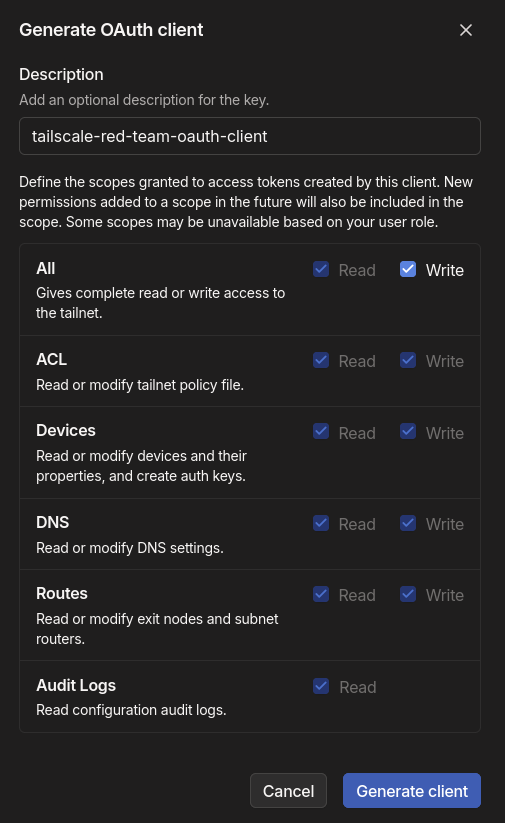 Generate OAuth client
Description
Add an optional description for the key.
tailscale-red-team-oauth-client
Define the scopes granted to access tokens created by this client. New
permissions added to a scope in the future will also be included in the
scope. Some scopes may be unavailable based on your user role.
All
Read
Write
Gives complete read or write access to
the tailnet.
ACL
Read
Write
Read or modify tailnet policy file.
Devices
Read
Write
Read or modify devices and their
properties, and create auth keys.
DNS
Read
Write
Read or modify DNS settings.
Routes
Read
Write
Read or modify exit nodes and subnet
routers.
Audit Logs
Read
Read configuration audit logs.
Cancel
Generate client